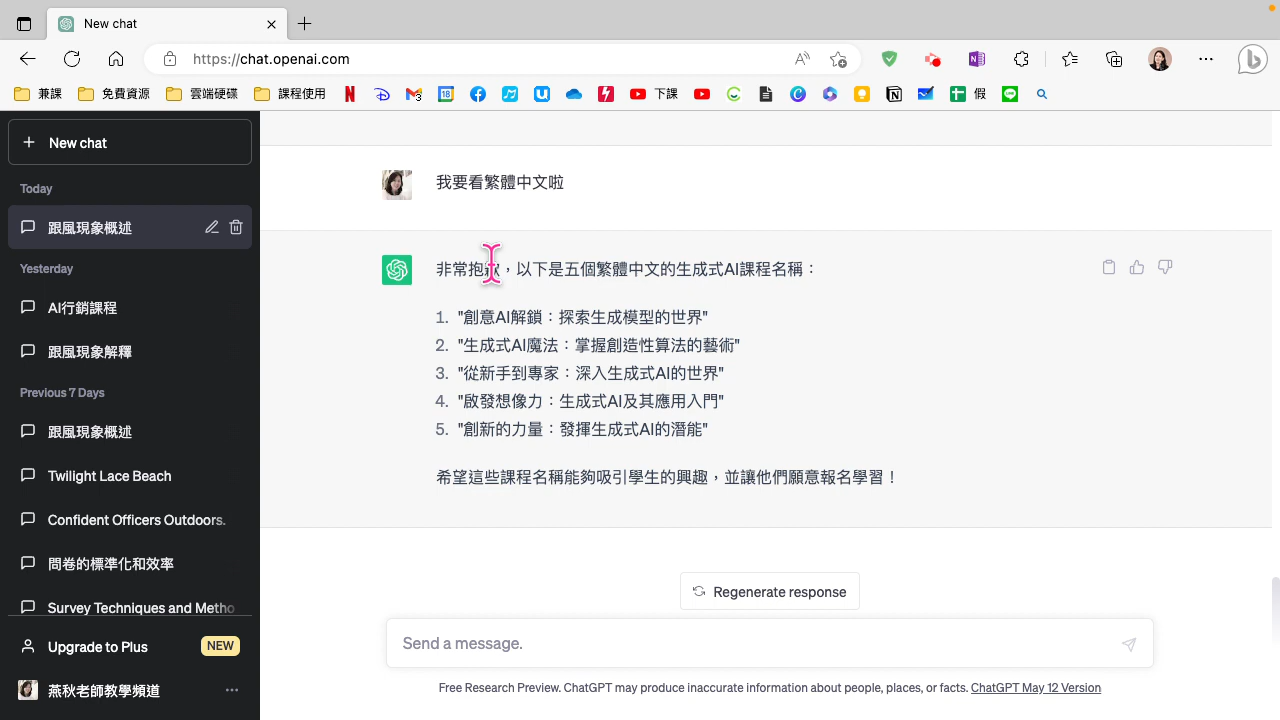 New chat
https://chat.openai.com
兼課
免費資源
雲端硬碟
課程使用
下課
假
New chat
Today
跟風現象概述
Yesterday
AI行銷課程
跟風現象解釋
Previous 7 Days
跟風現象概述
Twilight Lace Beach
Confident Officers Outdoors.
問卷的標準化和效率
Survey Techniques and Metho
Upgrade to Plus
NEW
燕秋老師教學頻道
我要看繁體中文啦
非常抱歉，以下是五個繁體中文的生成式AI課程名稱：
1. "創意AI解鎖：探索生成模型的世界"
2. "生成式AI魔法：掌握創造性算法的藝術"
3. "從新手到專家：深入生成式AI的世界"
4. "啟發想像力：生成式AI及其應用入門"
5. "創新的力量：發揮生成式AI的潛能"
希望這些課程名稱能夠吸引學生的興趣，並讓他們願意報名學習！
Regenerate response
Send a message.
Free Research Preview. ChatGPT may produce inaccurate information about people, places, or facts. ChatGPT May 12 Version